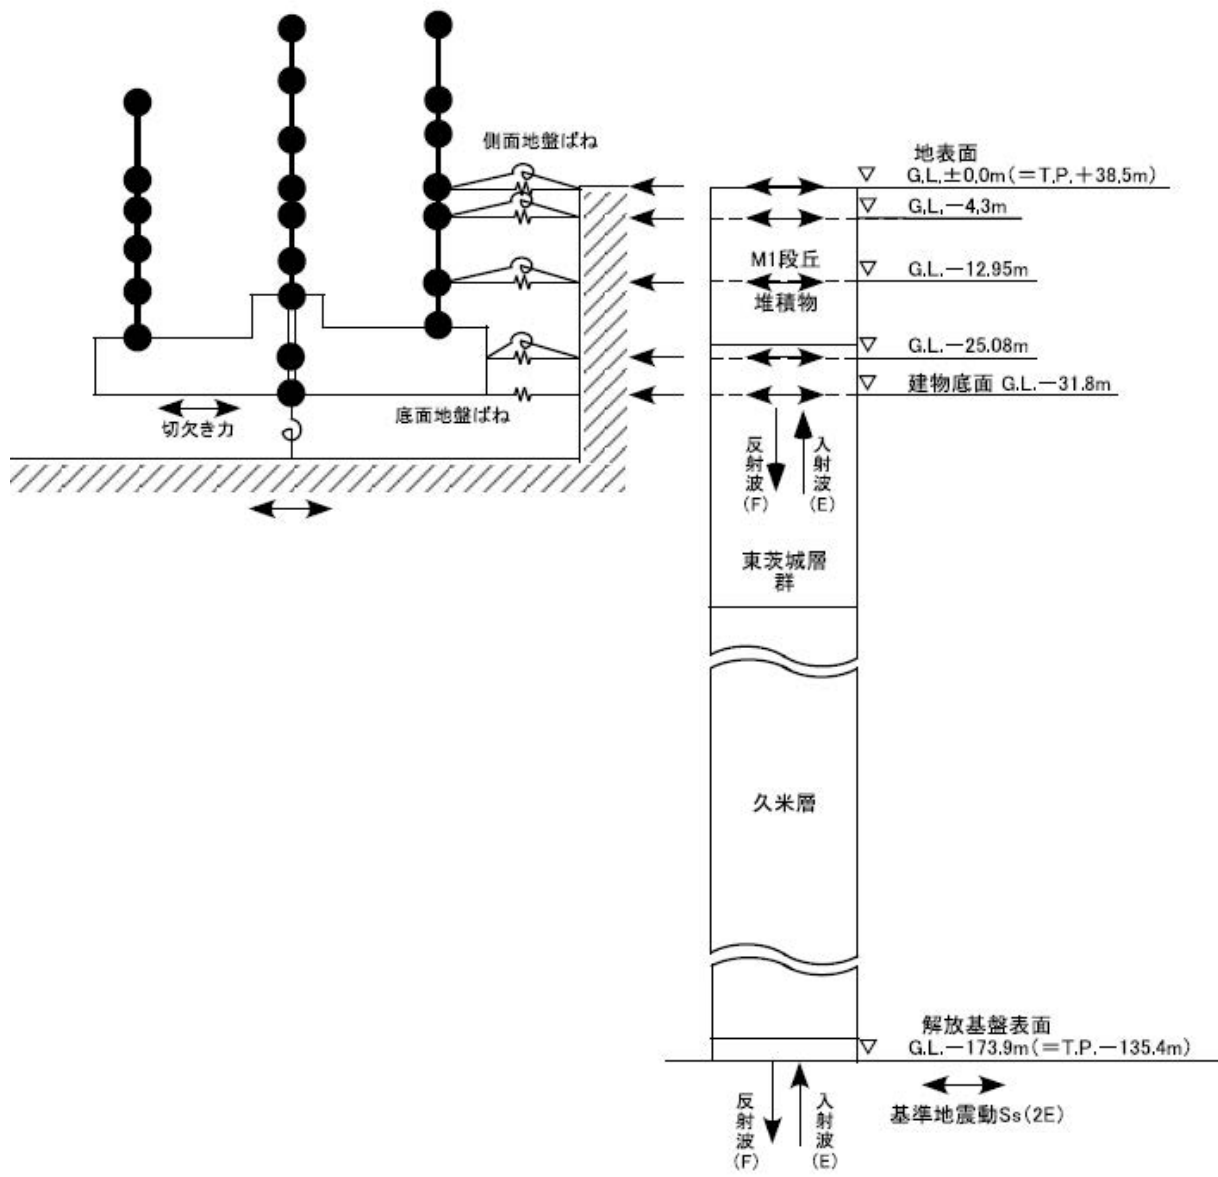 側面地盤ばね
地表面
G.L.±0.0m(＝T.P.＋38.5m)
G.L.－4.3m
M1段丘
堆積物
G.L.－12.95m
G.L.－25.08m
建物底面 G.L.－31.8m
切欠き力
底面地盤ばね
反射波(F)
入射波(E)
東茨城層
群
久米層
解放基盤表面
G.L.－173.9m(＝T.P.－135.4m)
基準地震動Ss(2E)
反射波(F)
入射波(E)